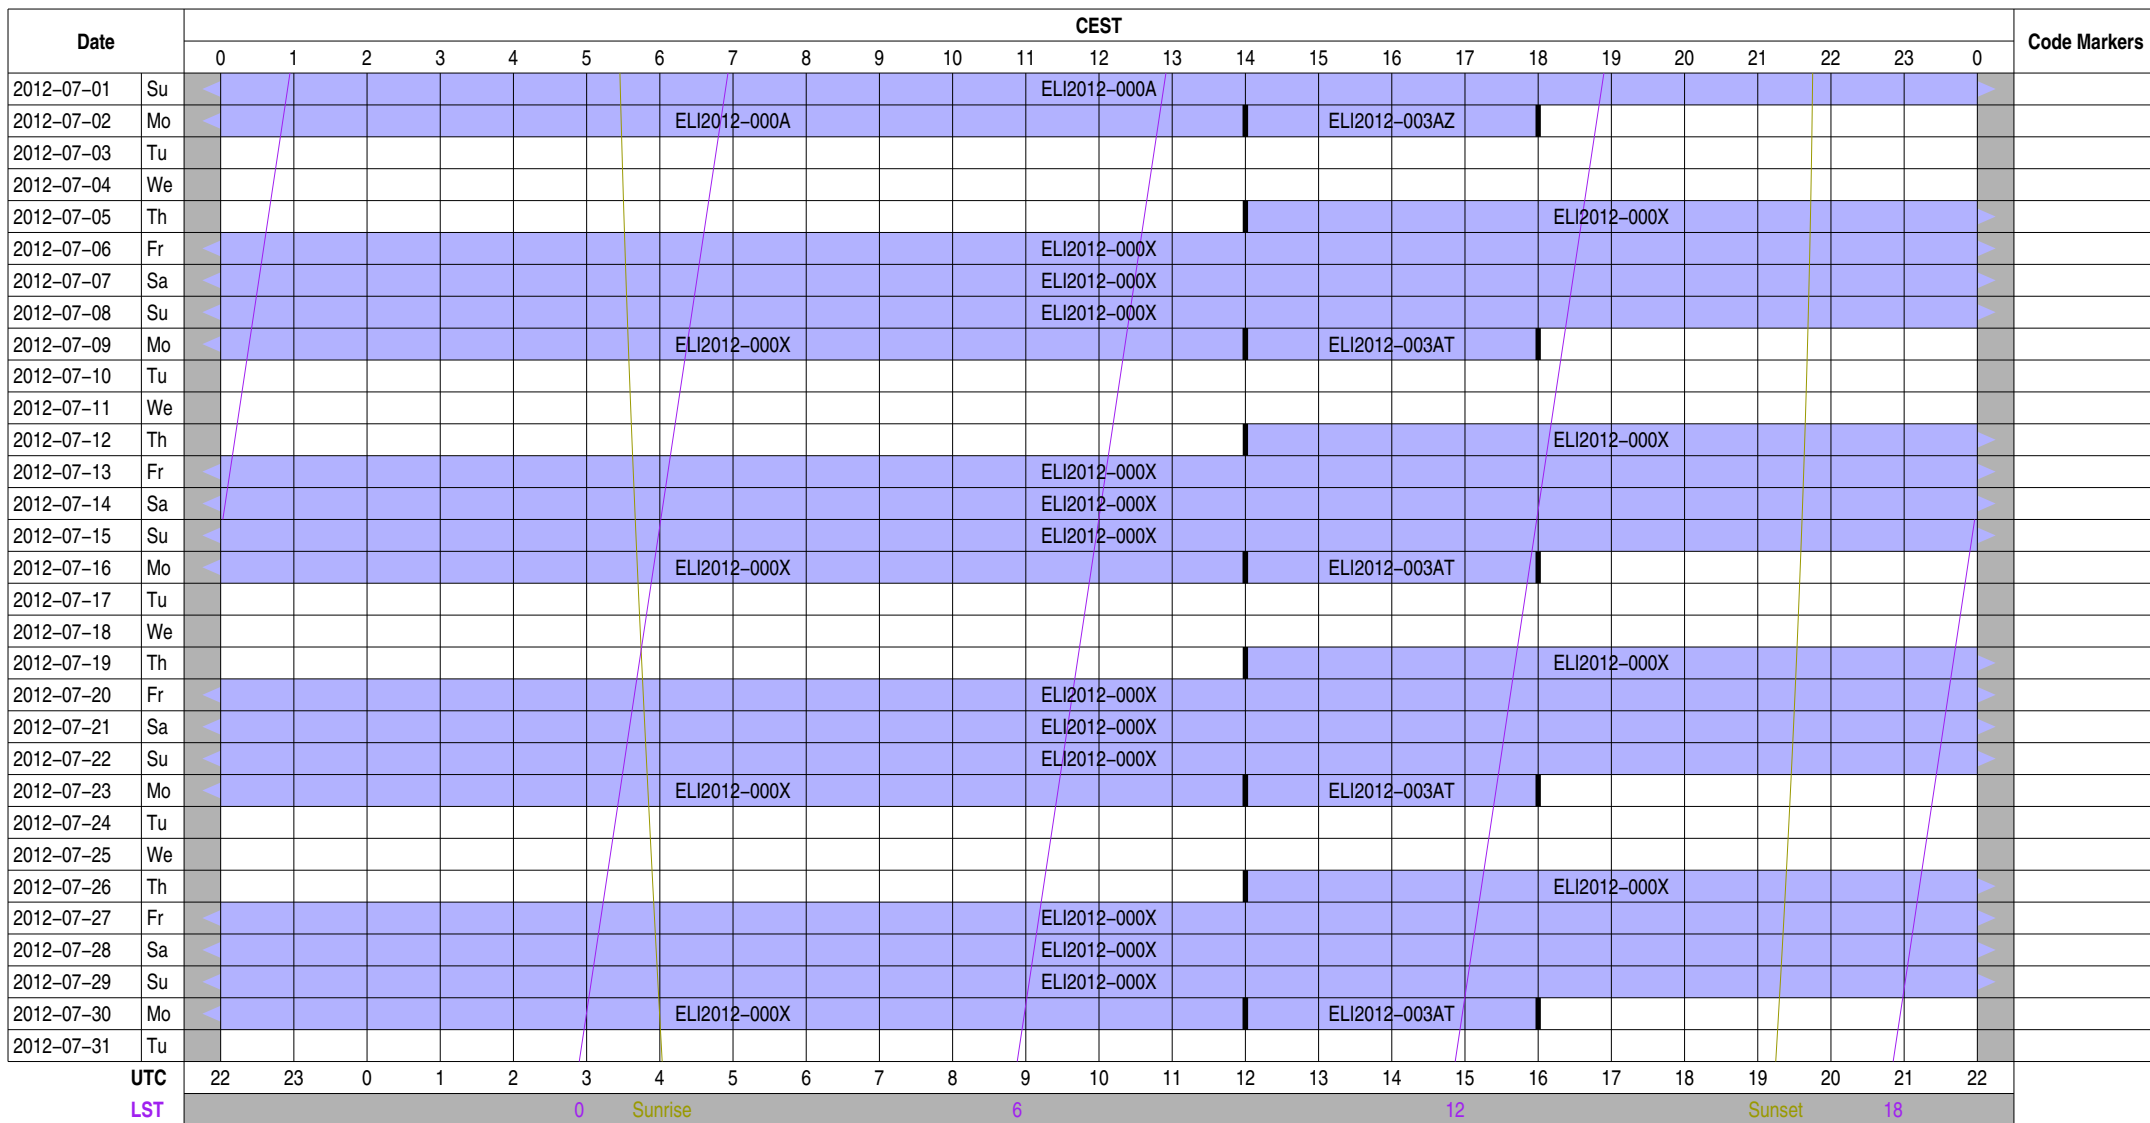 CEST
Date Code Markers
0 1 2 3 4 5 6 7 8 9 10 11 12 13 14 15 16 17 18 19 20 21 22 23 0
2012−07−01 Su ELI2012−000A
2012−07−02 Mo ELI2012−000A ELI2012−003AZ
2012−07−03 Tu
2012−07−04 We
2012−07−05 Th ELI2012−000X
2012−07−06 Fr ELI2012−000X
2012−07−07 Sa ELI2012−000X
2012−07−08 Su ELI2012−000X
2012−07−09 Mo ELI2012−000X ELI2012−003AT
2012−07−10 Tu
2012−07−11 We
2012−07−12 Th ELI2012−000X
2012−07−13 Fr ELI2012−000X
2012−07−14 Sa ELI2012−000X
2012−07−15 Su ELI2012−000X
2012−07−16 Mo ELI2012−000X ELI2012−003AT
2012−07−17 Tu
2012−07−18 We
2012−07−19 Th ELI2012−000X
2012−07−20 Fr ELI2012−000X
2012−07−21 Sa ELI2012−000X
2012−07−22 Su ELI2012−000X
2012−07−23 Mo ELI2012−000X ELI2012−003AT
2012−07−24 Tu
2012−07−25 We
2012−07−26 Th ELI2012−000X
2012−07−27 Fr ELI2012−000X
2012−07−28 Sa ELI2012−000X
2012−07−29 Su ELI2012−000X
2012−07−30 Mo ELI2012−000X ELI2012−003AT
2012−07−31 Tu
UTC 22 23 0 1 2 3 4 5 6 7 8 9 10 11 12 13 14 15 16 17 18 19 20 21 22
LST 0 Sunrise 6 12 Sunset 18